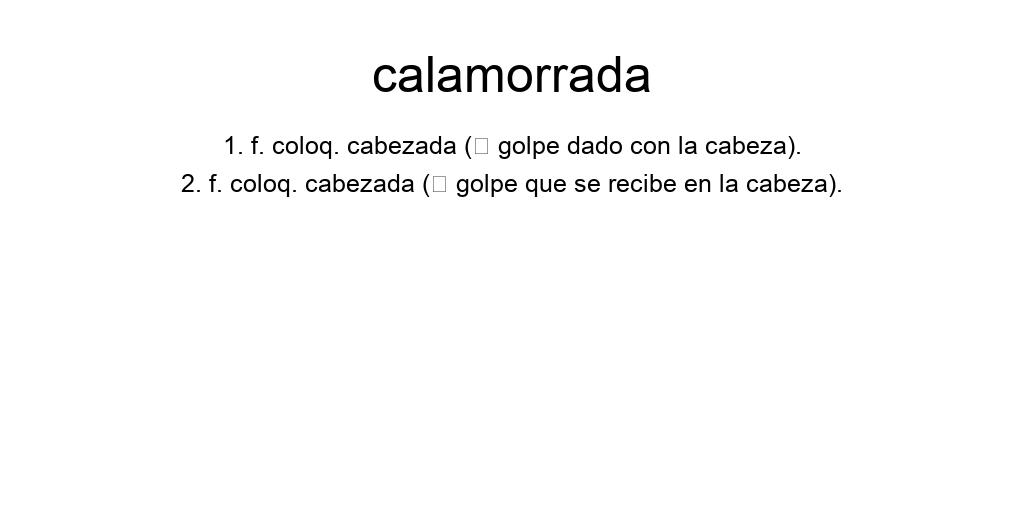 calamorrada
1. f. coloq. cabezada (□ golpe dado con la cabeza).
2. f. coloq. cabezada (□ golpe que se recibe en la cabeza).